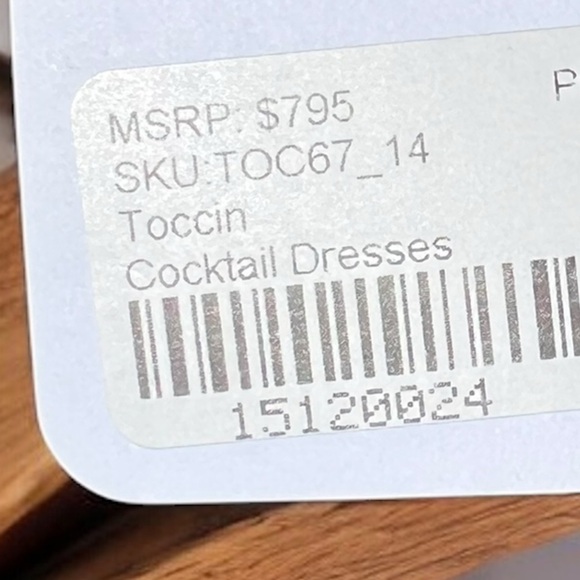 P
MSRP: $795
SKU:TOC67_14
Toccin
Cocktail Dresses
15120024